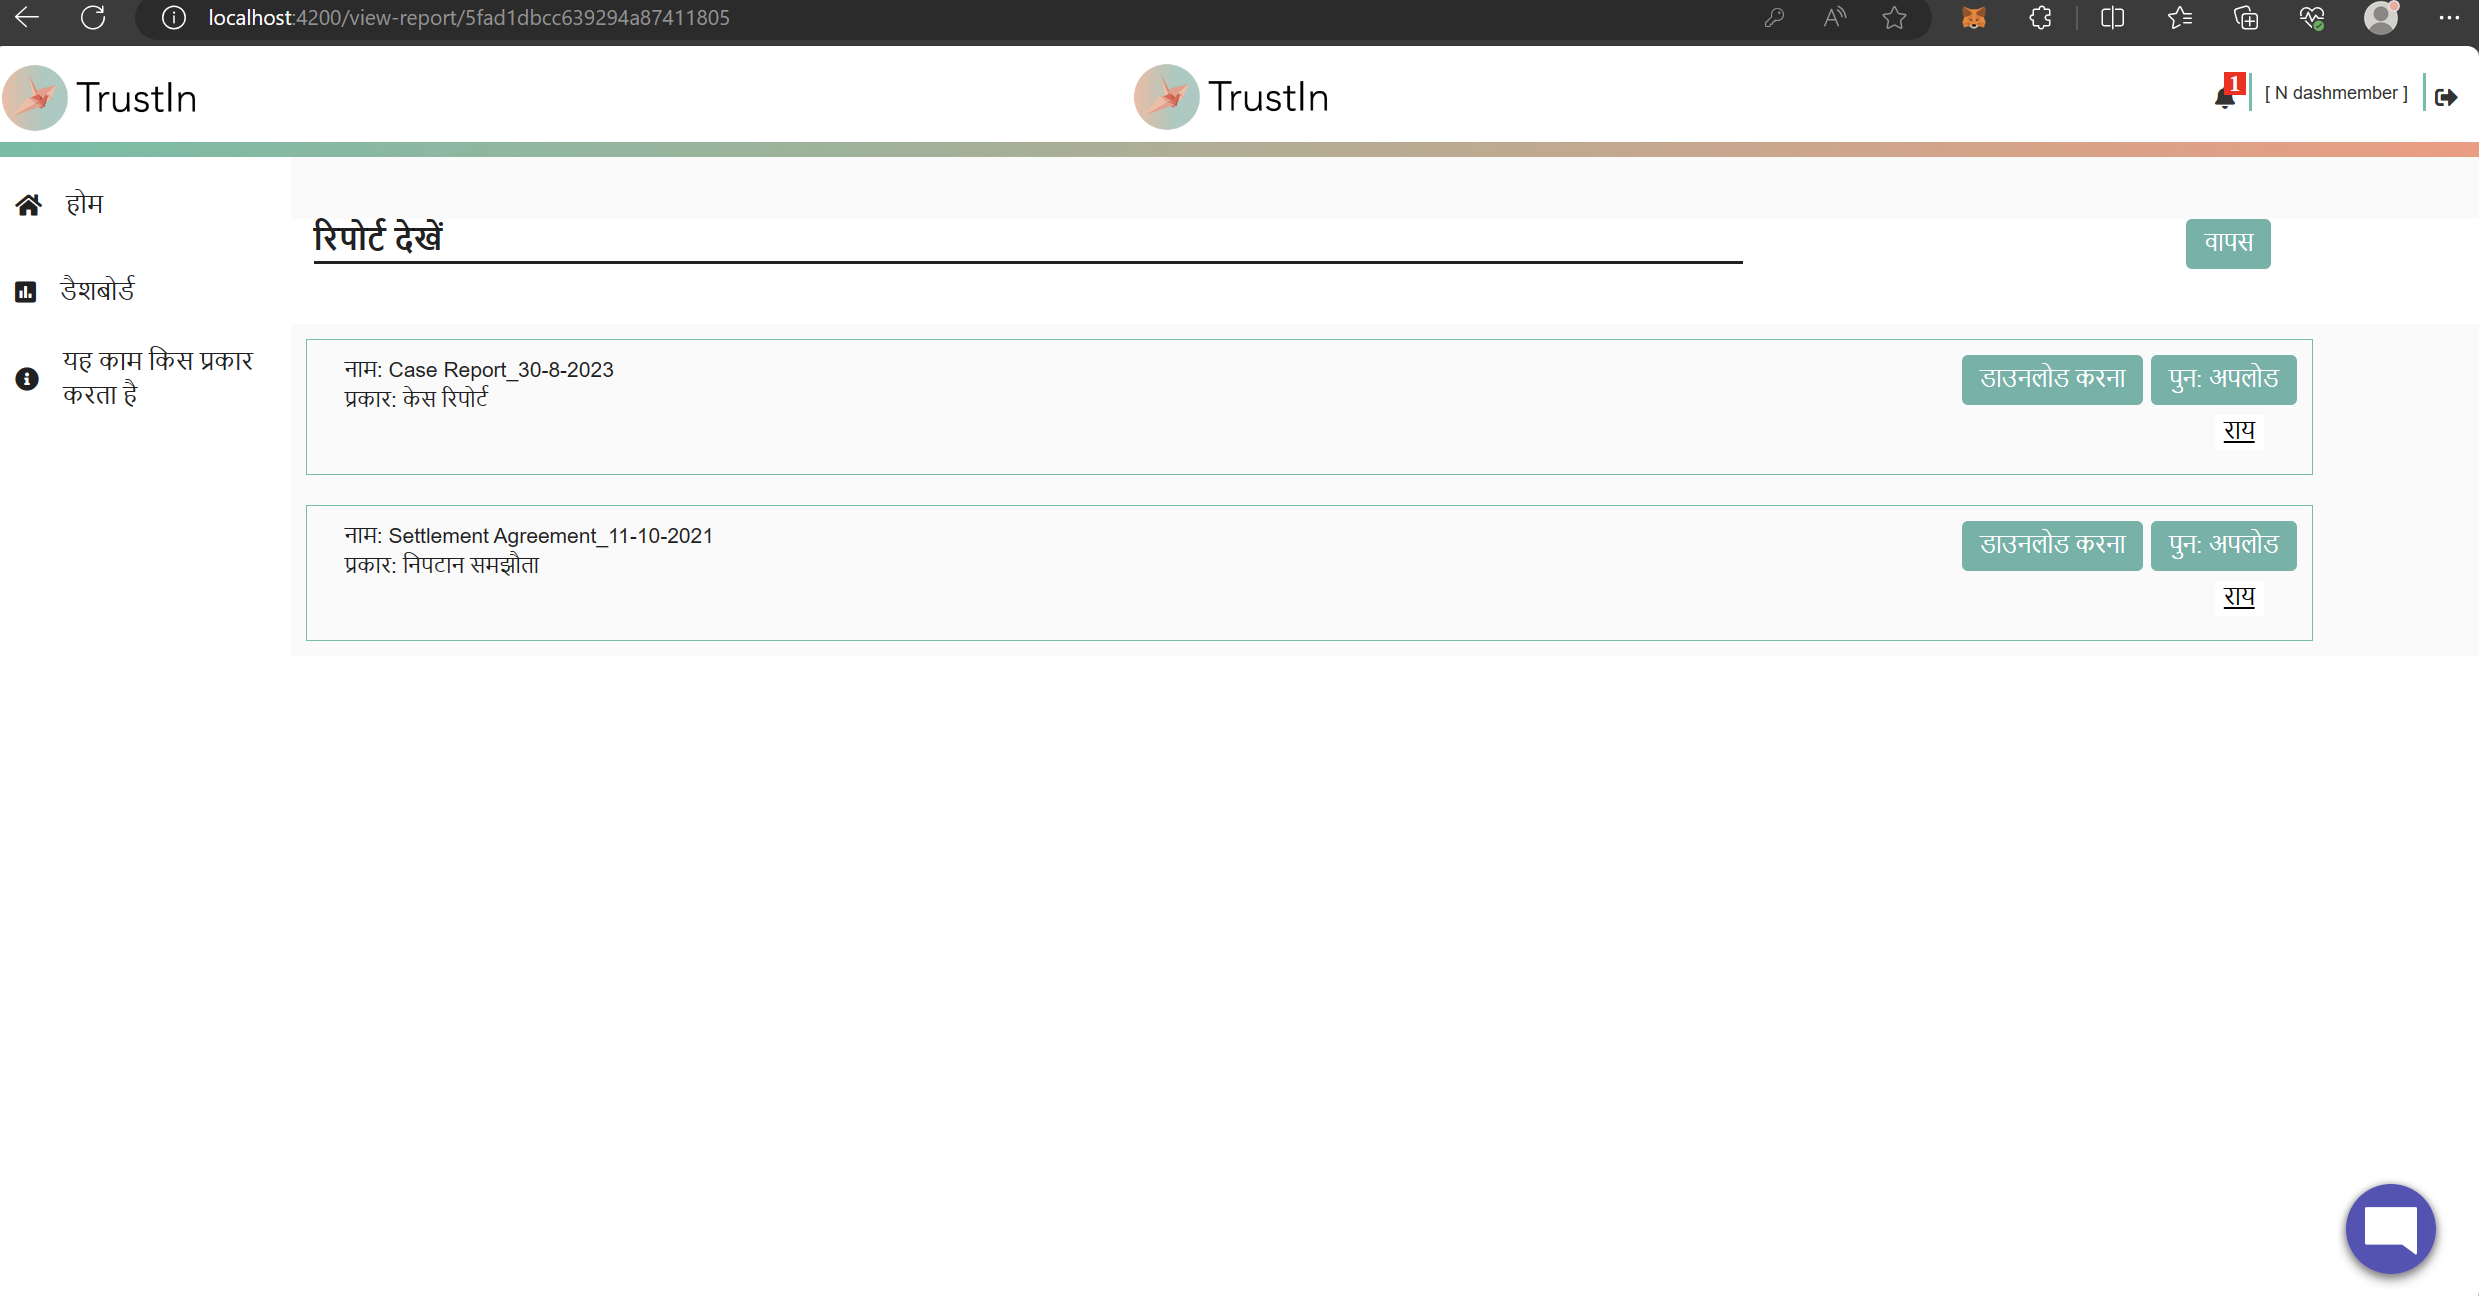 localhost:4200/view-report/5fad1dbcc639294a87411805
TrustIn
TrustIn
1
[ N dashmember ]
होम
डैशबोर्ड
यह काम किस प्रकार
करता है
रिपोर्ट देखें
वापस
नाम: Case Report_30-8-2023
प्रकार: केस रिपोर्ट
डाउनलोड करना
पुन: अपलोड
राय
नाम: Settlement Agreement_11-10-2021
प्रकार: निपटान समझौता
डाउनलोड करना
पुन: अपलोड
राय